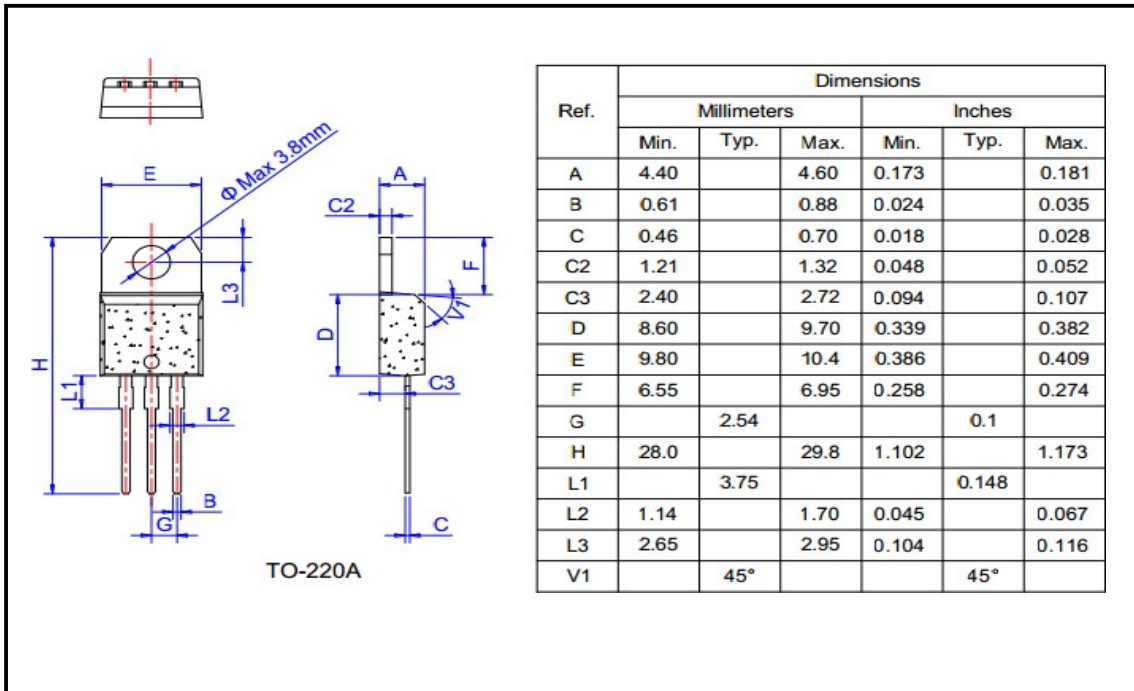 E
Φ Max 3.8mm
A
C2
L3
F
V1
H
D
L1
C3
L2
B
G
C
TO-220A
Ref. Dimensions
Millimeters Inches
Min. Typ. Max. Min. Typ. Max.
A 4.40 4.60 0.173 0.181
B 0.61 0.88 0.024 0.035
C 0.46 0.70 0.018 0.028
C2 1.21 1.32 0.048 0.052
C3 2.40 2.72 0.094 0.107
D 8.60 9.70 0.339 0.382
E 9.80 10.4 0.386 0.409
F 6.55 6.95 0.258 0.274
G 2.54 0.1
H 28.0 29.8 1.102 1.173
L1 3.75 0.148
L2 1.14 1.70 0.045 0.067
L3 2.65 2.95 0.104 0.116
V1 45° 45°